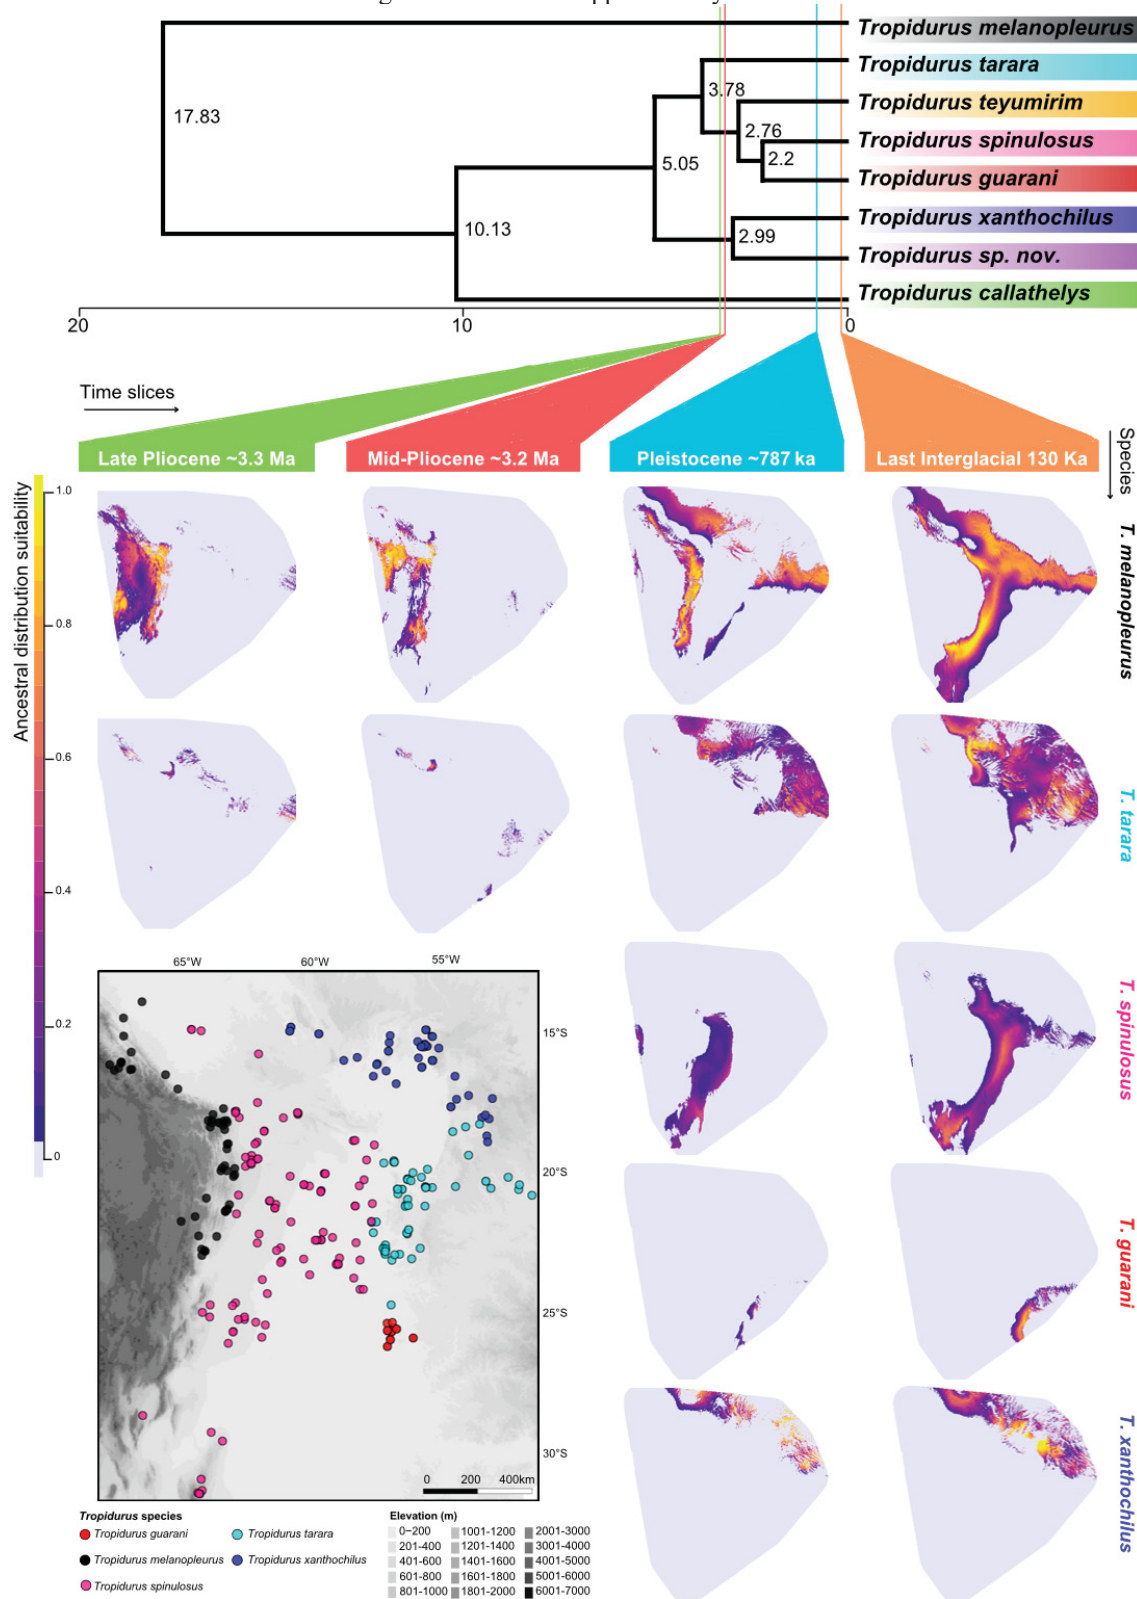 Tropidurus melanopleurus
Tropidurus tarara
3.78
Tropidurus teyumirim
17.83
2.76
Tropidurus spinulosus
2.2
5.05
Tropidurus guarani
Tropidurus xanthochilus
10.13
2.99
Tropidurus sp. nov.
Tropidurus callathelys
20
10
0
Time slices
Species
Late Pliocene ~3.3 Ma
Mid-Pliocene ~3.2 Ma
Pleistocene ~787 ka
Last Interglacial 130 Ka
Ancestral distribution suitability
1.0
0.8
0.6
0.4
0.2
0
T. melanopleurus
T. tarara
T. spinulosus
T. guarani
T. xanthochilus
65°W
60°W
55°W
15°S
20°S
25°S
30°S
0 200 400km
Tropidurus species
Tropidurus guarani
Tropidurus tarara
Tropidurus melanopleurus
Tropidurus xanthochilus
Tropidurus spinulosus
Elevation (m)
0−200 1001-1200 2001-3000
201-400 1201-1400 3001-4000
401-600 1401-1600 4001-5000
601-800 1601-1800 5001-6000
801-1000 1801-2000 6001-7000